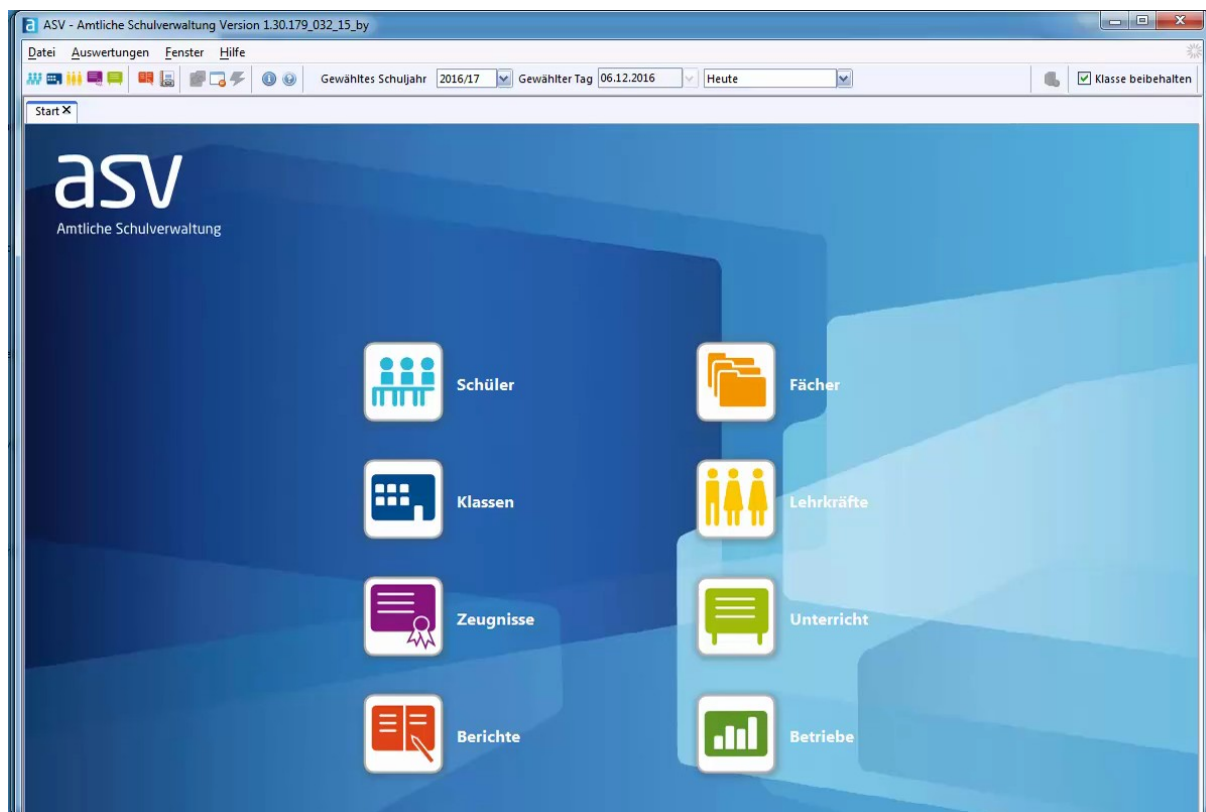 ASV - Amtliche Schulverwaltung Version 1.30.179_032_15_by
Datei Auswertungen Fenster Hilfe
Gewähltes Schuljahr 2016/17 Gewählter Tag 06.12.2016 Heute Klasse beibehalten
Start
asv
Amtliche Schulverwaltung
Schüler Fächer
Klassen Lehrkräfte
Zeugnisse Unterricht
Berichte Betriebe